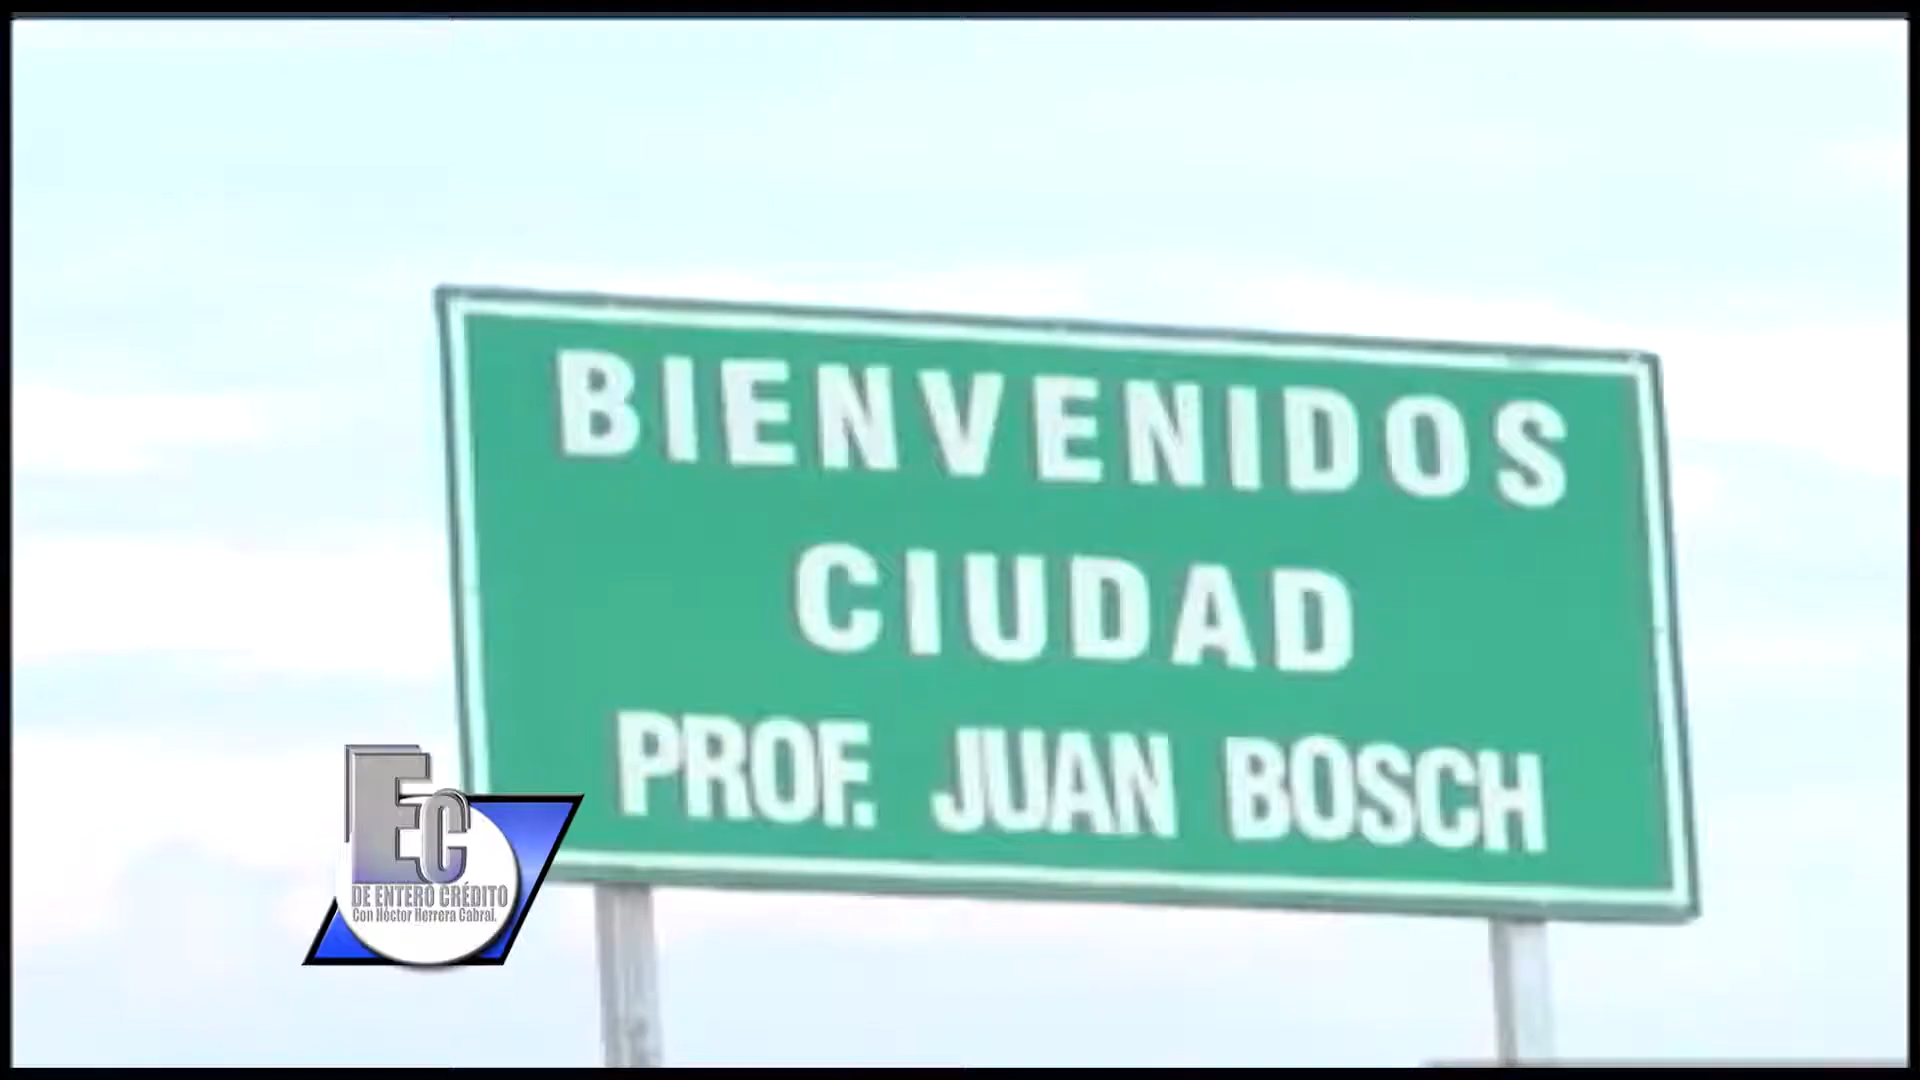 BIENVENIDOS
CIUDAD
PROF. JUAN BOSCH
EC
DE ENTERO CRÉDITO
Con Héctor Herrera Cabral.